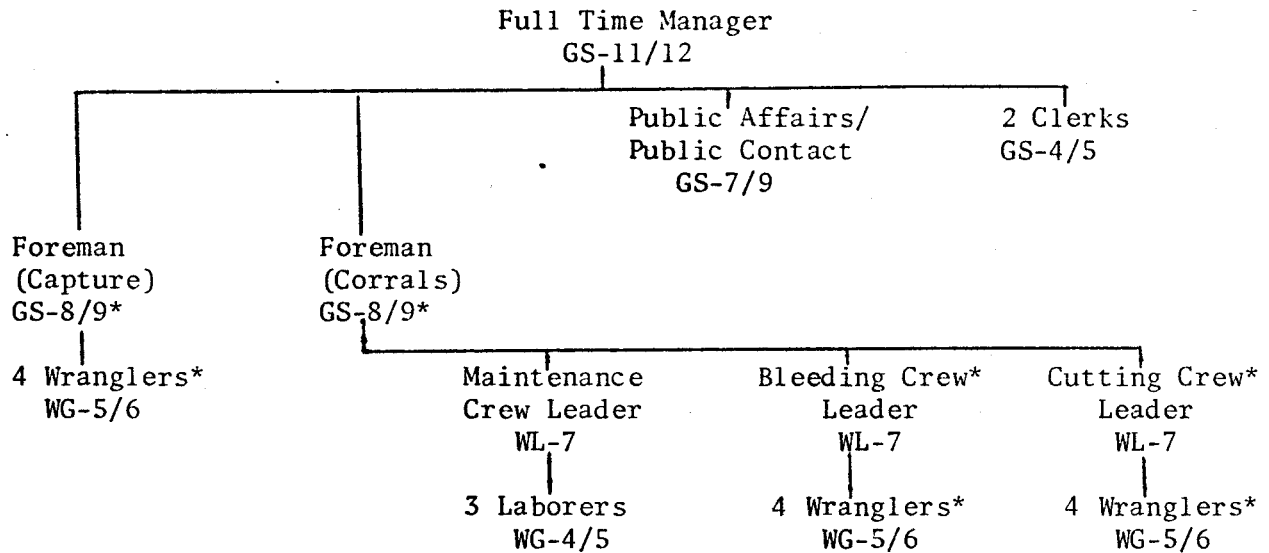 Full Time Manager
GS-11/12
Public Affairs/
Public Contact
GS-7/9
2 Clerks
GS-4/5
Foreman
(Capture)
GS-8/9*
4 Wranglers*
WG-5/6
Foreman
(Corrals)
GS-8/9*
Maintenance
Crew Leader
WL-7
3 Laborers
WG-4/5
Bleeding Crew*
Leader
WL-7
4 Wranglers*
WG-5/6
Cutting Crew*
Leader
WL-7
4 Wranglers*
WG-5/6